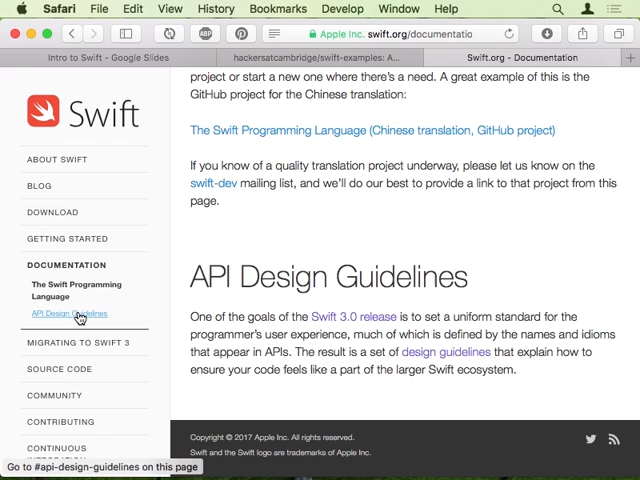 Safari File Edit View History Bookmarks Develop Window Help
Apple Inc. swift.org/documentatio
Intro to Swift - Google Slides
hackersatcambridge/swift-examples: A...
Swift.org - Documentation
Swift
ABOUT SWIFT
BLOG
DOWNLOAD
GETTING STARTED
DOCUMENTATION
The Swift Programming
Language
API Design Guidelines
MIGRATING TO SWIFT 3
SOURCE CODE
COMMUNITY
CONTRIBUTING
CONTINUOUS
project or start a new one where there's a need. A great example of this is the
GitHub project for the Chinese translation:
The Swift Programming Language (Chinese translation, GitHub project)
If you know of a quality translation project underway, please let us know on the
swift-dev mailing list, and we'll do our best to provide a link to that project from this
page.
API Design Guidelines
One of the goals of the Swift 3.0 release is to set a uniform standard for the
programmer's user experience, much of which is defined by the names and idioms
that appear in APIs. The result is a set of design guidelines that explain how to
ensure your code feels like a part of the larger Swift ecosystem.
Copyright © 2017 Apple Inc. All rights reserved.
Swift and the Swift logo are trademarks of Apple Inc.
Go to #api-design-guidelines on this page